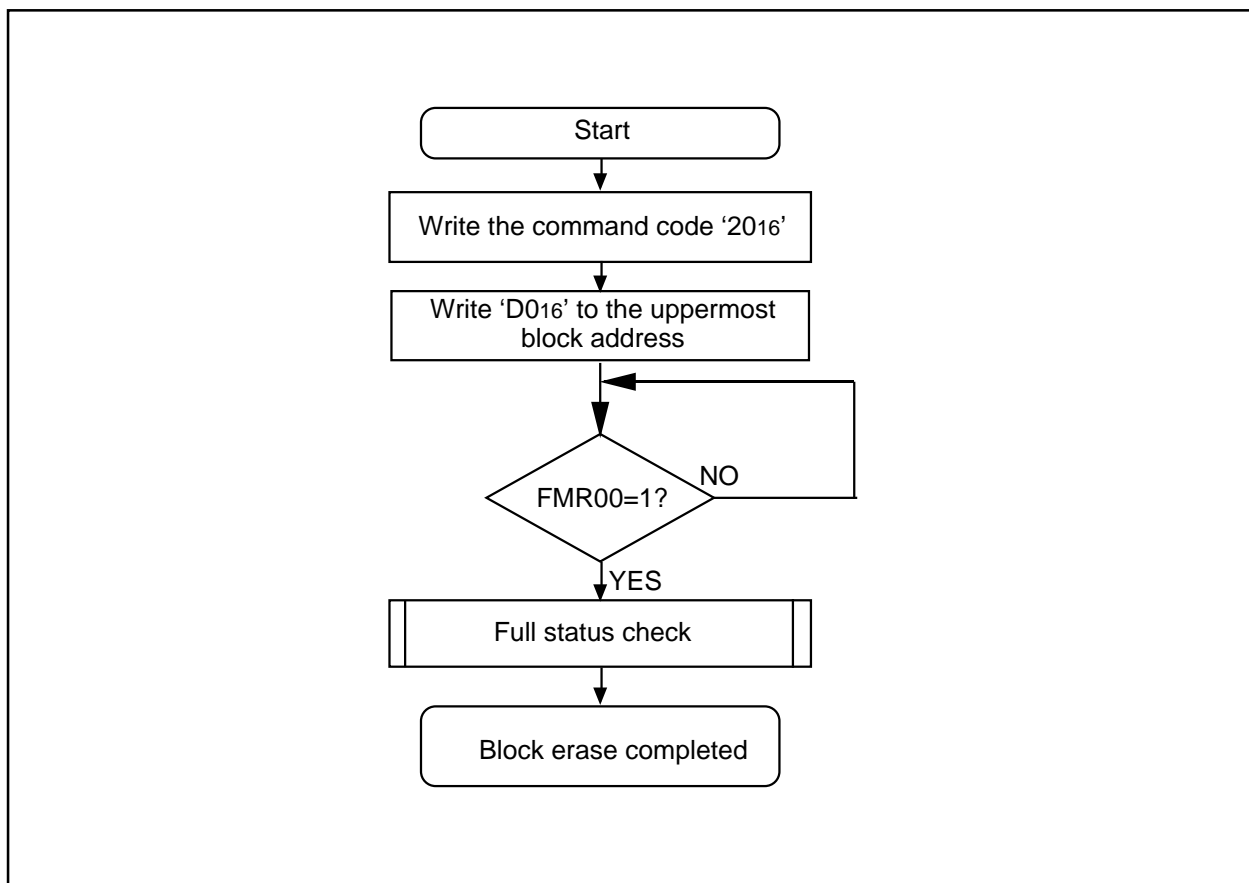 Start
Write the command code ‘2016’
Write ‘D016’ to the uppermost
block address
NO
FMR00=1?
YES
Full status check
Block erase completed